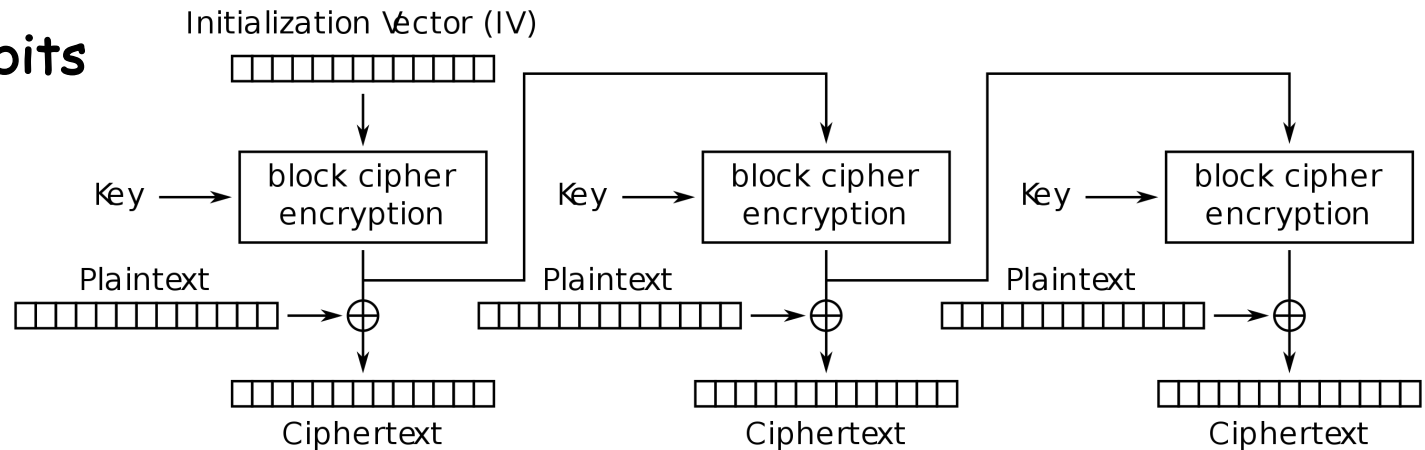 Initialization Vector (IV)
bits
block cipher
encryption
block cipher
encryption
block cipher
encryption
Key
Key
Key
Plaintext
Plaintext
Plaintext
Ciphertext
Ciphertext
Ciphertext